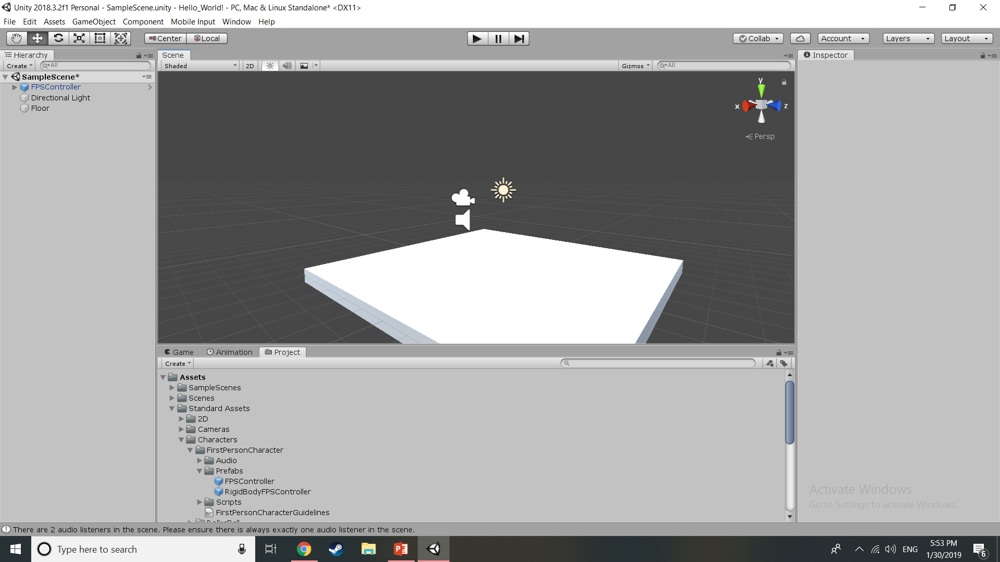 Unity 2018.3.2f1 Personal - SampleScene.unity - Hello_World! - PC, Mac & Linux Standalone* <DX11>
File Edit Assets GameObject Component Mobile Input Window Help
Center Local Collab Account Layers Layout
Hierarchy
Create All
SampleScene*
FPSController
Directional Light
Floor
Scene
Shaded 2D Gizmos All
y
x z
Persp
Inspector
Game Animation Project
Create
Assets
SampleScenes
Scenes
Standard Assets
2D
Cameras
Characters
FirstPersonCharacter
Audio
Prefabs
FPSController
RigidBodyFPSController
Scripts
FirstPersonCharacterGuidelines
Activate Windows
Go to Settings to activate Windows.
There are 2 audio listeners in the scene. Please ensure there is always exactly one audio listener in the scene.
Type here to search
ENG
5:53 PM
1/30/2019
6